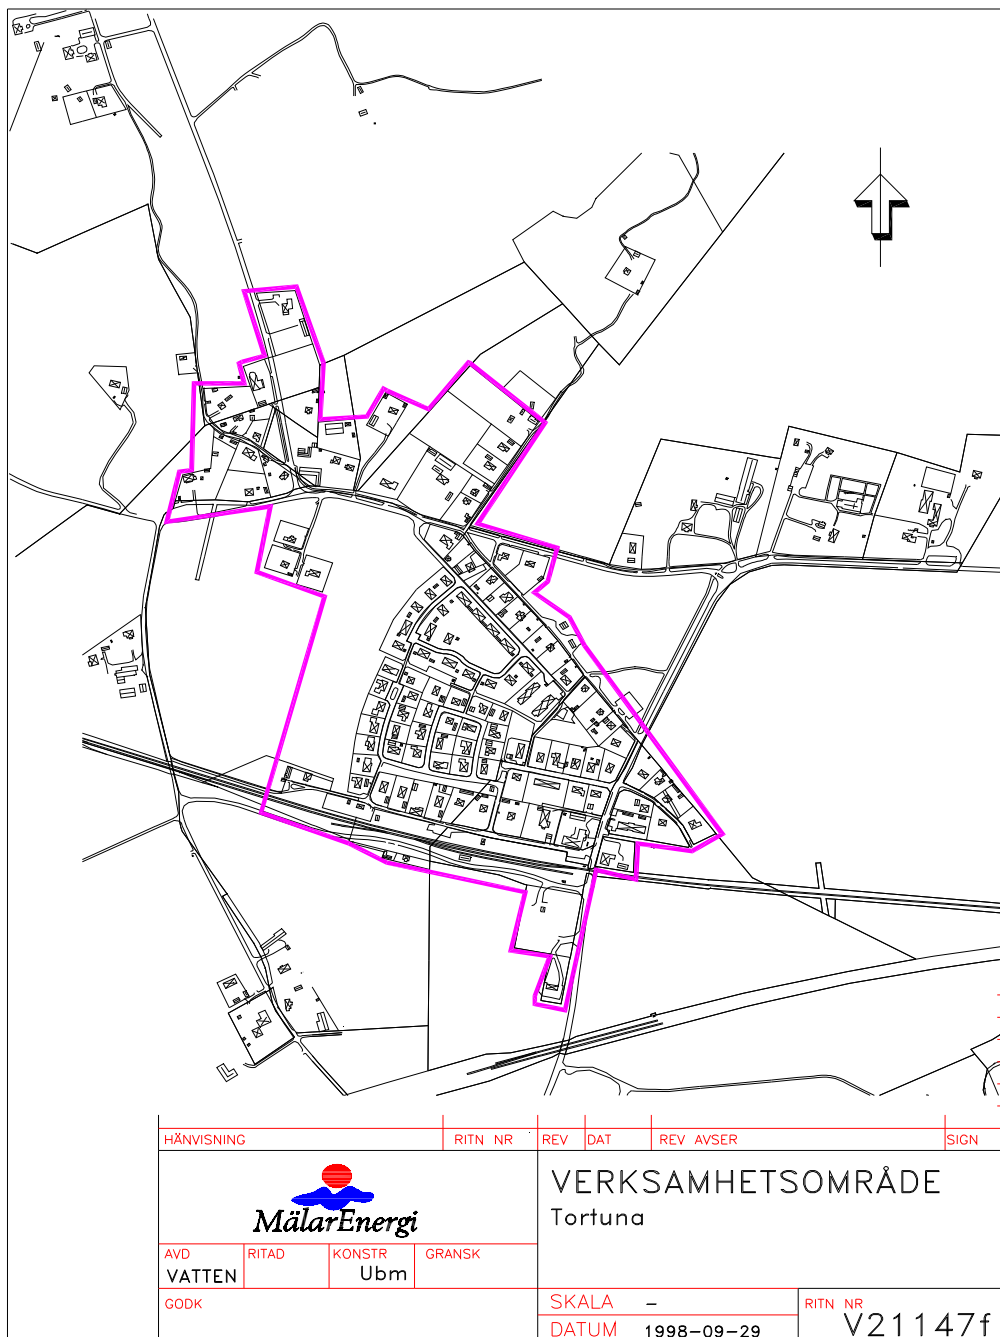 HÄNVISNING RITN NR REV DAT REV AVSER SIGN
MälarEnergi
VERKSAMHETSOMRÅDE
Tortuna
AVD RITAD KONSTR GRANSK
VATTEN Ubm
GODK
SKALA –
DATUM 1998-09-29
RITN NR
V21147f